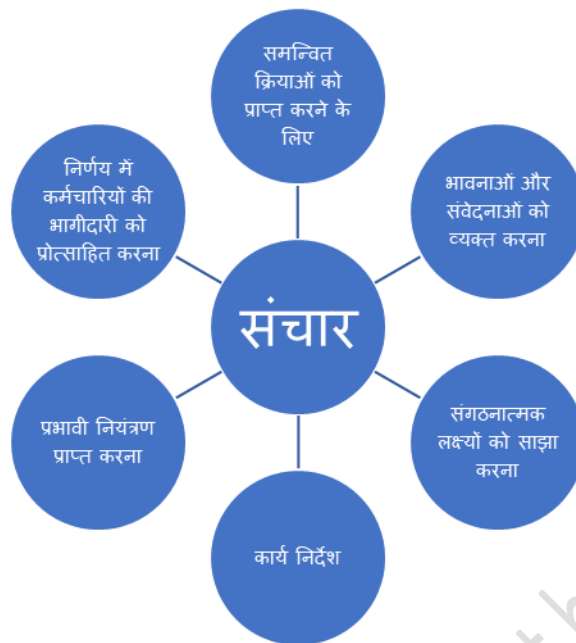 समन्वित
क्रियाओं को
प्राप्त करने के
लिए
भावनाओं और
संवेदनाओं को
व्यक्त करना
संगठनात्मक
लक्ष्यों को साझा
करना
कार्य निर्देश
प्रभावी नियंत्रण
प्राप्त करना
निर्णय में
कर्मचारियों की
भागीदारी को
प्रोत्साहित करना
संचार